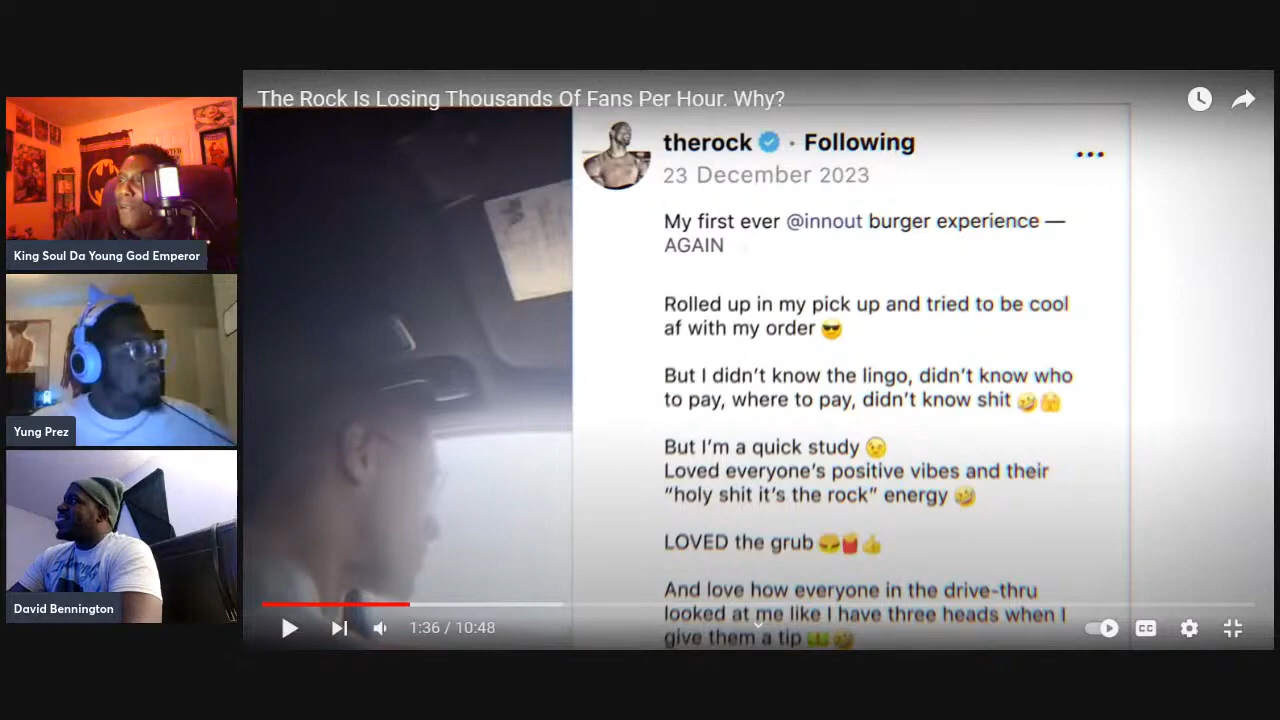 The Rock Is Losing Thousands Of Fans Per Hour. Why?
therock · Following
23 December 2023
My first ever @innout burger experience —
AGAIN
Rolled up in my pick up and tried to be cool
af with my order 😎
But I didn't know the lingo, didn't know who
to pay, where to pay, didn't know shit 🤣🫣
But I'm a quick study 😉
Loved everyone's positive vibes and their
"holy shit it's the rock" energy 🤣
LOVED the grub 🍔🍟👍
And love how everyone in the drive-thru
looked at me like I have three heads when I
give them a tip 💵🤣
1:36 / 10:48
CC
King Soul Da Young God Emperor
Yung Prez
David Bennington